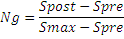 Ng = Spost − Spre
Smax − Spre